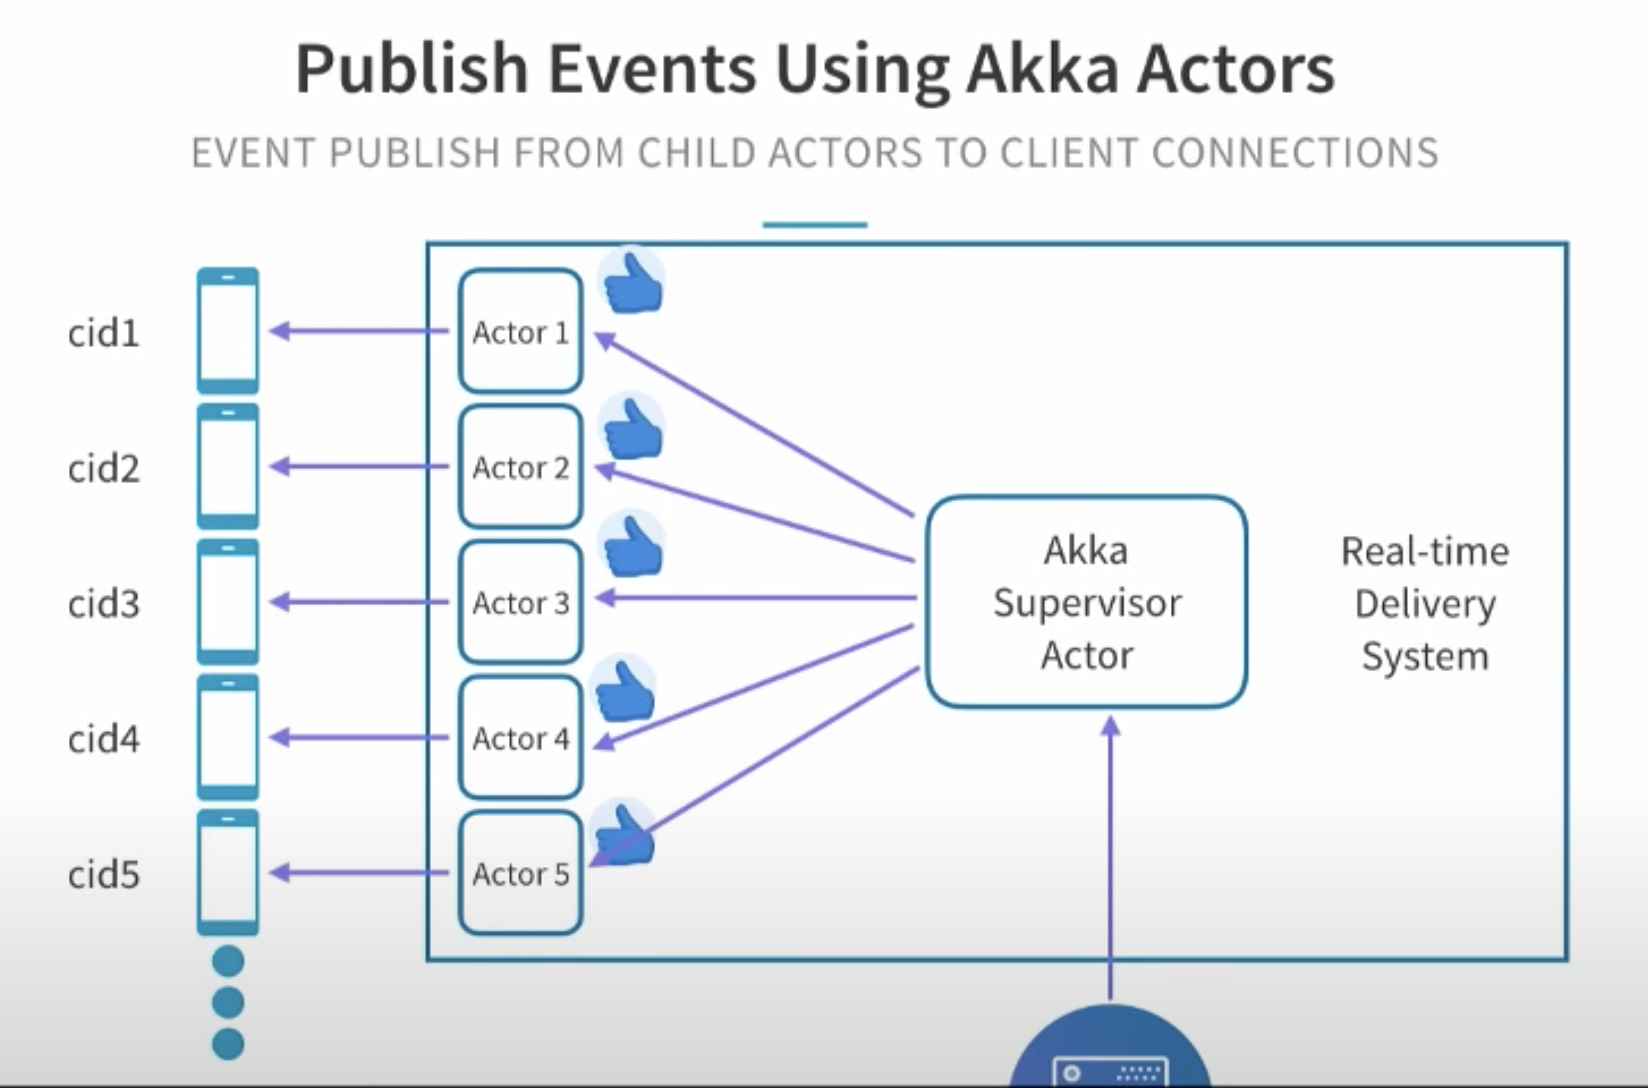 Publish Events Using Akka Actors
EVENT PUBLISH FROM CHILD ACTORS TO CLIENT CONNECTIONS
cid1
Actor 1
cid2
Actor 2
cid3
Actor 3
cid4
Actor 4
cid5
Actor 5
Akka
Supervisor
Actor
Real-time
Delivery
System